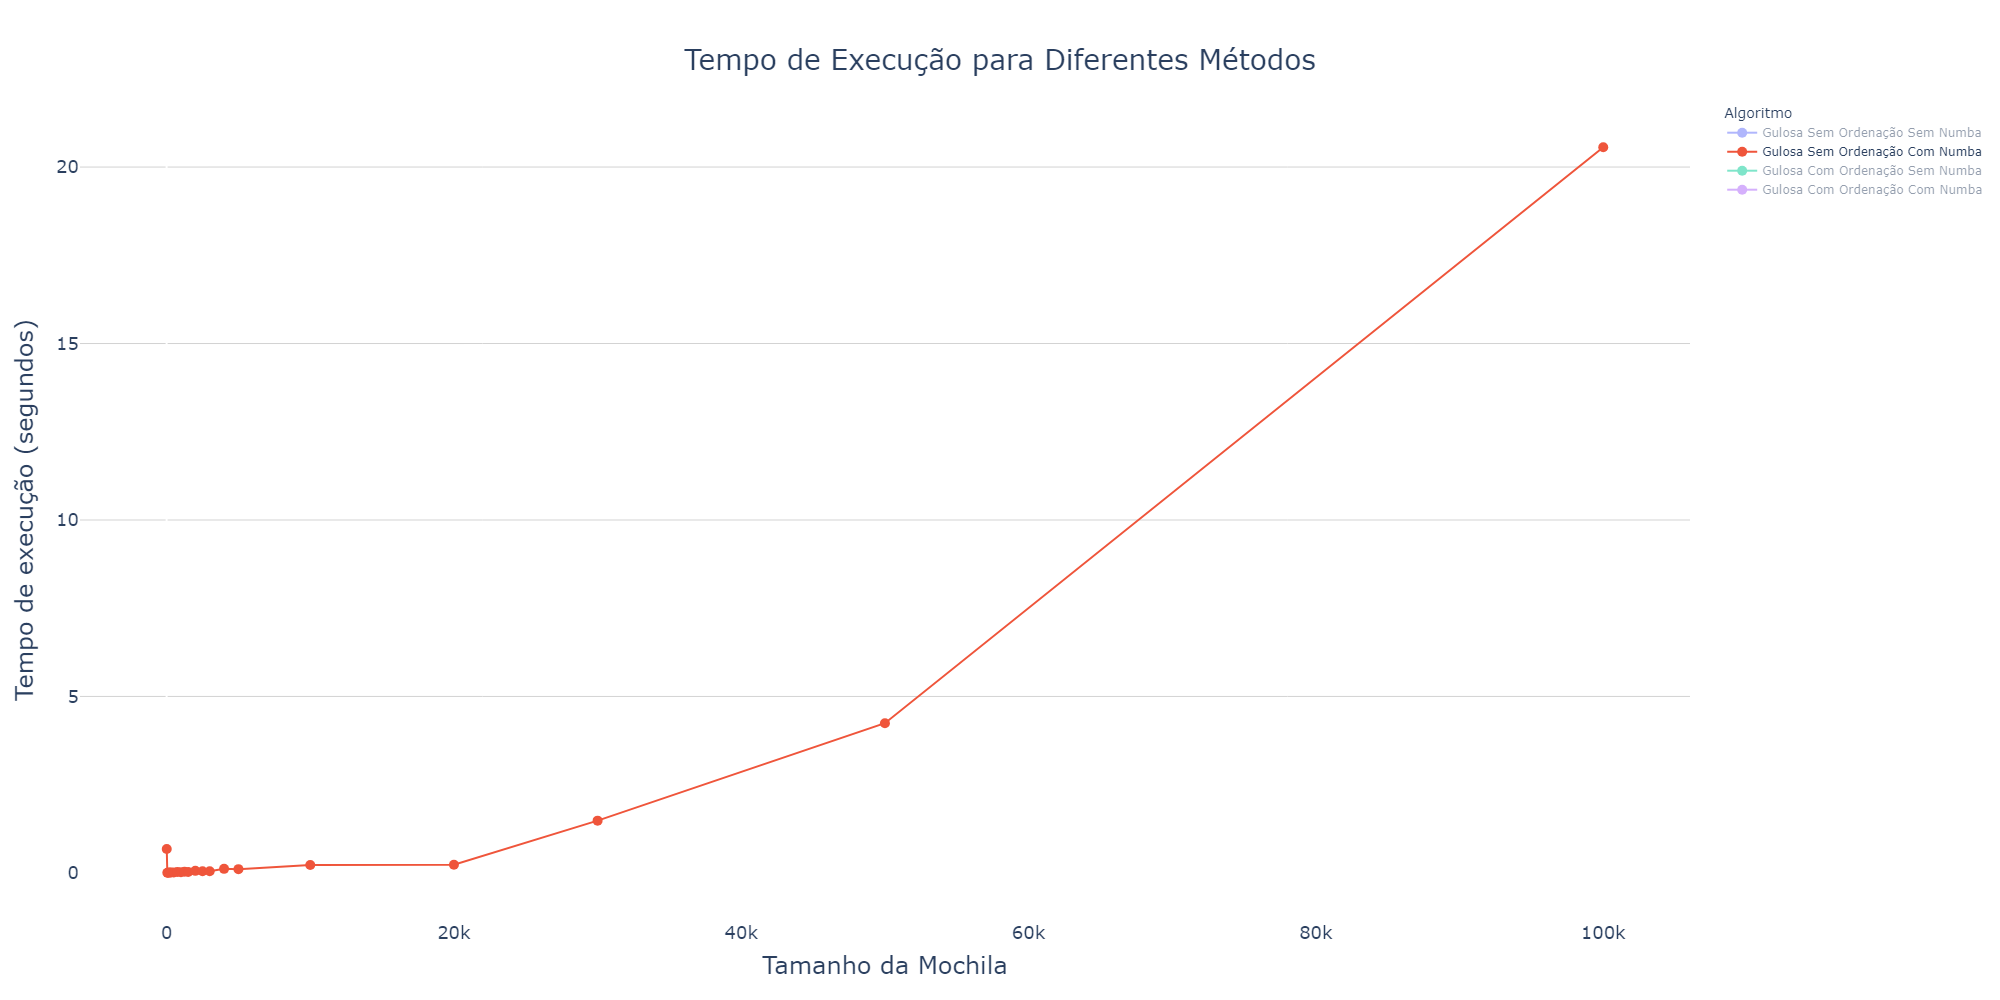 Tempo de Execução para Diferentes Métodos
Algoritmo
Gulosa Sem Ordenação Sem Numba
Gulosa Sem Ordenação Com Numba
Gulosa Com Ordenação Sem Numba
Gulosa Com Ordenação Com Numba
Tempo de execução (segundos)
20
15
10
5
0
0
20k
40k
60k
80k
100k
Tamanho da Mochila